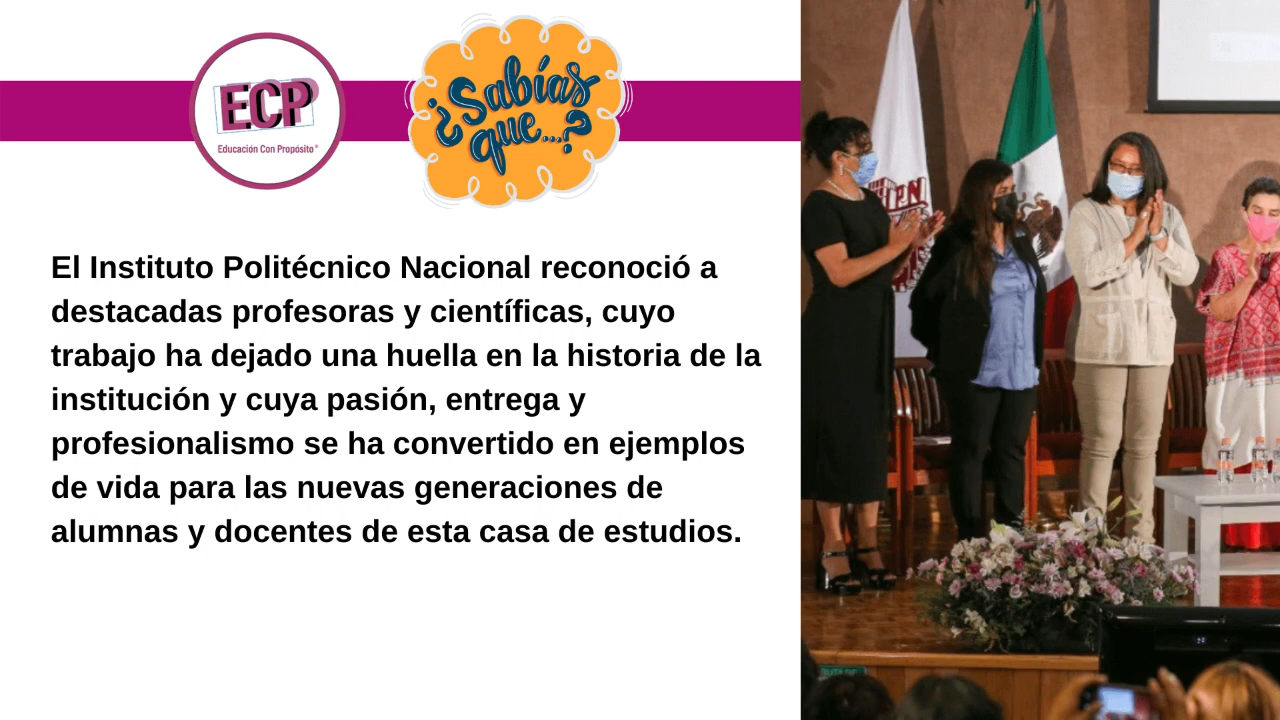 ECP
Educación Con Propósito®
¿Sabías
que...?
El Instituto Politécnico Nacional reconoció a
destacadas profesoras y científicas, cuyo
trabajo ha dejado una huella en la historia de la
institución y cuya pasión, entrega y
profesionalismo se ha convertido en ejemplos
de vida para las nuevas generaciones de
alumnas y docentes de esta casa de estudios.